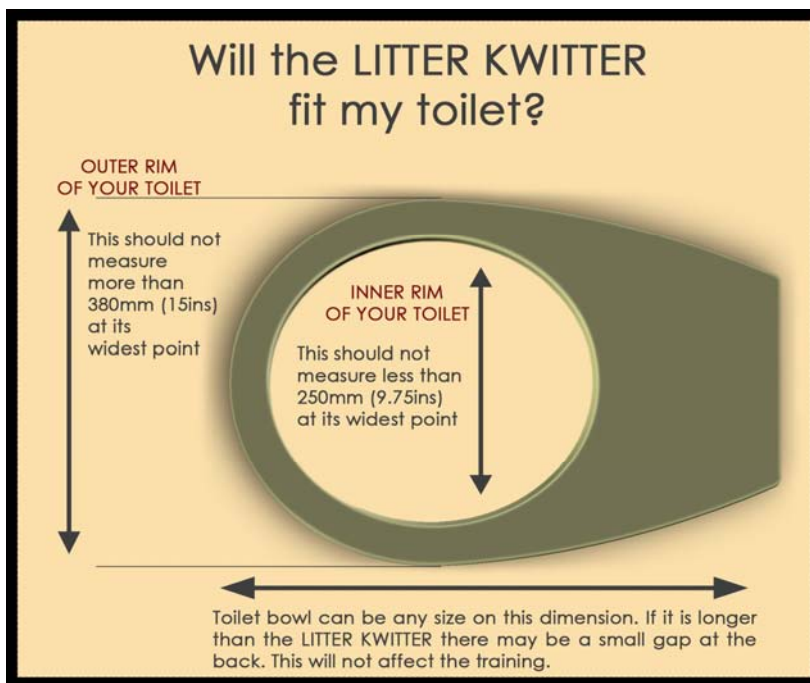 Will the LITTER KWITTER
fit my toilet?
OUTER RIM
OF YOUR TOILET
This should not
measure
more than
380mm (15ins)
at its
widest point
INNER RIM
OF YOUR TOILET
This should not
measure less than
250mm (9.75ins)
at its widest point
Toilet bowl can be any size on this dimension. If it is longer
than the LITTER KWITTER there may be a small gap at the
back. This will not affect the training.